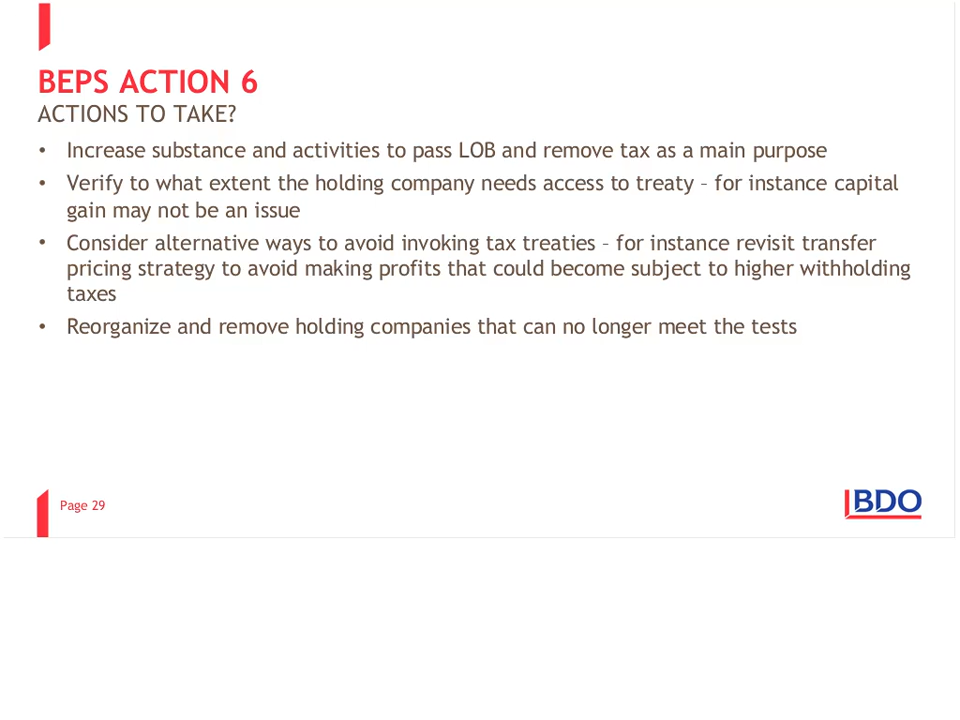 BEPS ACTION 6
ACTIONS TO TAKE?
• Increase substance and activities to pass LOB and remove tax as a main purpose
• Verify to what extent the holding company needs access to treaty – for instance capital
gain may not be an issue
• Consider alternative ways to avoid invoking tax treaties – for instance revisit transfer
pricing strategy to avoid making profits that could become subject to higher withholding
taxes
• Reorganize and remove holding companies that can no longer meet the tests
Page 29
BDO